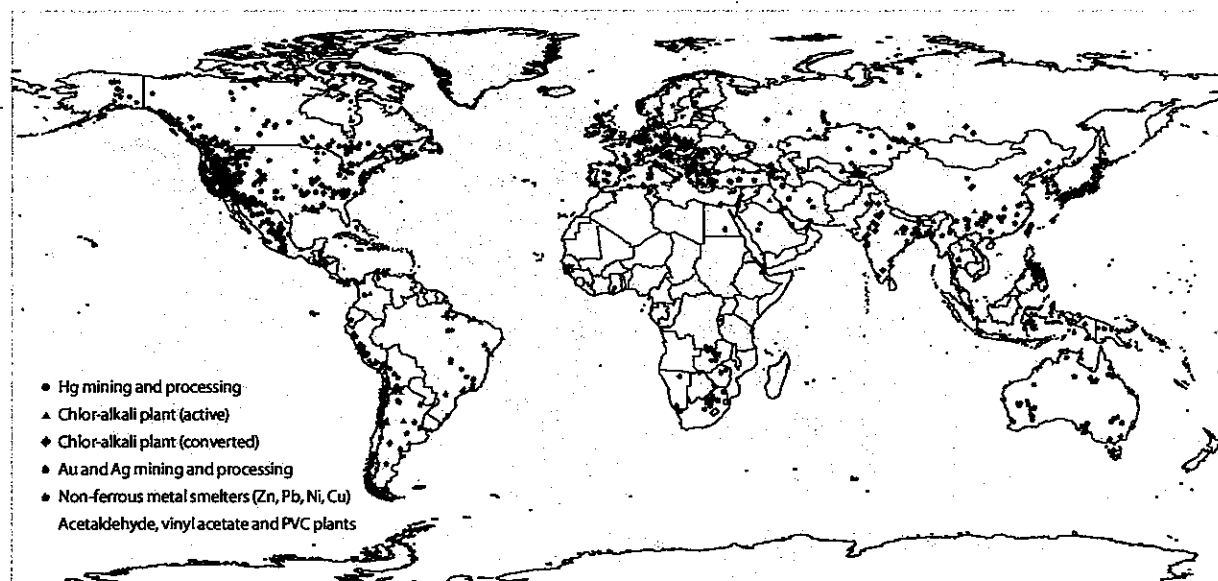 Hg mining and processing
Chlor-alkali plant (active)
Chlor-alkali plant (converted)
Au and Ag mining and processing
Non-ferrous metal smelters (Zn, Pb, Ni, Cu)
Acetaldehyde, vinyl acetate and PVC plants